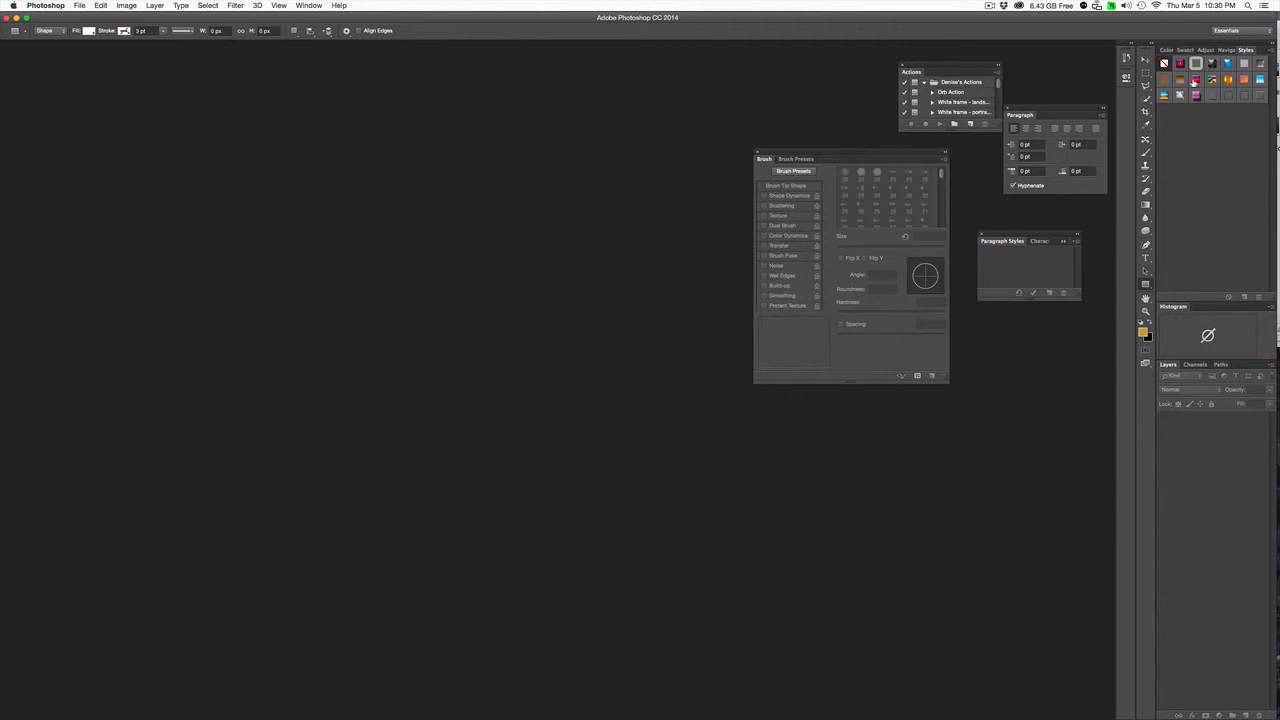 Photoshop File Edit Image Layer Type Select Filter 3D View Window Help
6.43 GB Free Thu Mar 5 10:30 PM
Adobe Photoshop CC 2014
Shape Fill: Stroke: 3 pt W: 0 px H: 0 px Align Edges Essentials
Color Swatch Adjust Naviga Styles
Actions
Denise's Actions
Orb Action
White frame - lands...
White frame - portra...
Paragraph
0 pt 0 pt
0 pt
0 pt 0 pt
Hyphenate
Brush Brush Presets
Brush Presets
Brush Tip Shape
Shape Dynamics
Scattering
Texture
Dual Brush
Color Dynamics
Transfer
Brush Pose
Noise
Wet Edges
Build-up
Smoothing
Protect Texture
Size
Flip X Flip Y
Angle:
Roundness:
Hardness
Spacing
Paragraph Styles Charac
Histogram
Layers Channels Paths
Kind
Normal Opacity:
Lock: Fill: